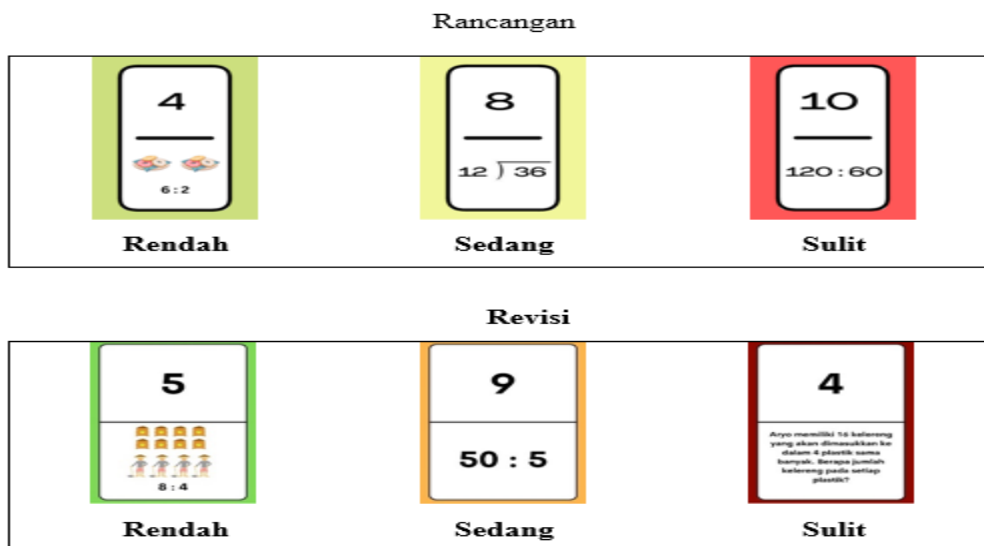 Rancangan
4 8 10
6 : 2 12 ) 36 120 : 60
Rendah Sedang Sulit
Revisi
5 9 4
Aryo memiliki 16 kelereng
yang akan dimasukkan ke
dalam 4 plastik sama
banyak. Berapa jumlah
kelereng pada setiap
plastik?
8 : 4 50 : 5
Rendah Sedang Sulit